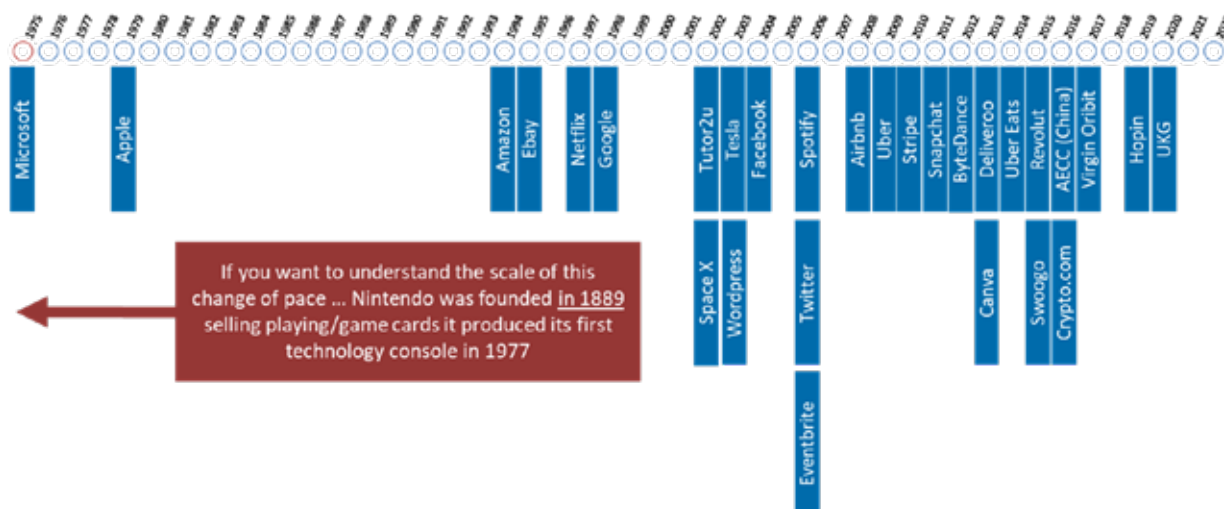 1975
1976
1977
1978
1979
1980
1981
1982
1983
1984
1985
1986
1987
1988
1989
1990
1991
1992
1993
1994
1995
1996
1997
1998
1999
2000
2001
2002
2003
2004
2005
2006
2007
2008
2009
2010
2011
2012
2013
2014
2015
2016
2017
2018
2019
2020
2021
Microsoft
Apple
Amazon
Ebay
Netflix
Google
Tutor2u
Tesla
Facebook
Spotify
Airbnb
Uber
Stripe
Snapchat
ByteDance
Deliveroo
Uber Eats
Revolut
AECC (China)
Virgin Oribit
Hopin
UKG
Space X
Wordpress
Twitter
Canva
Swoogo
Crypto.com
Eventbrite
If you want to understand the scale of this
change of pace ... Nintendo was founded in 1889
selling playing/game cards it produced its first
technology console in 1977